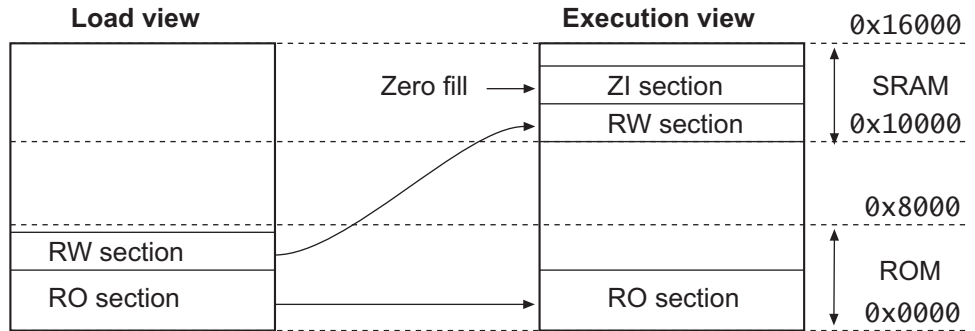 Load view
Execution view
0x16000
Zero fill
ZI section
SRAM
RW section
0x10000
0x8000
RW section
ROM
RO section
RO section
0x0000